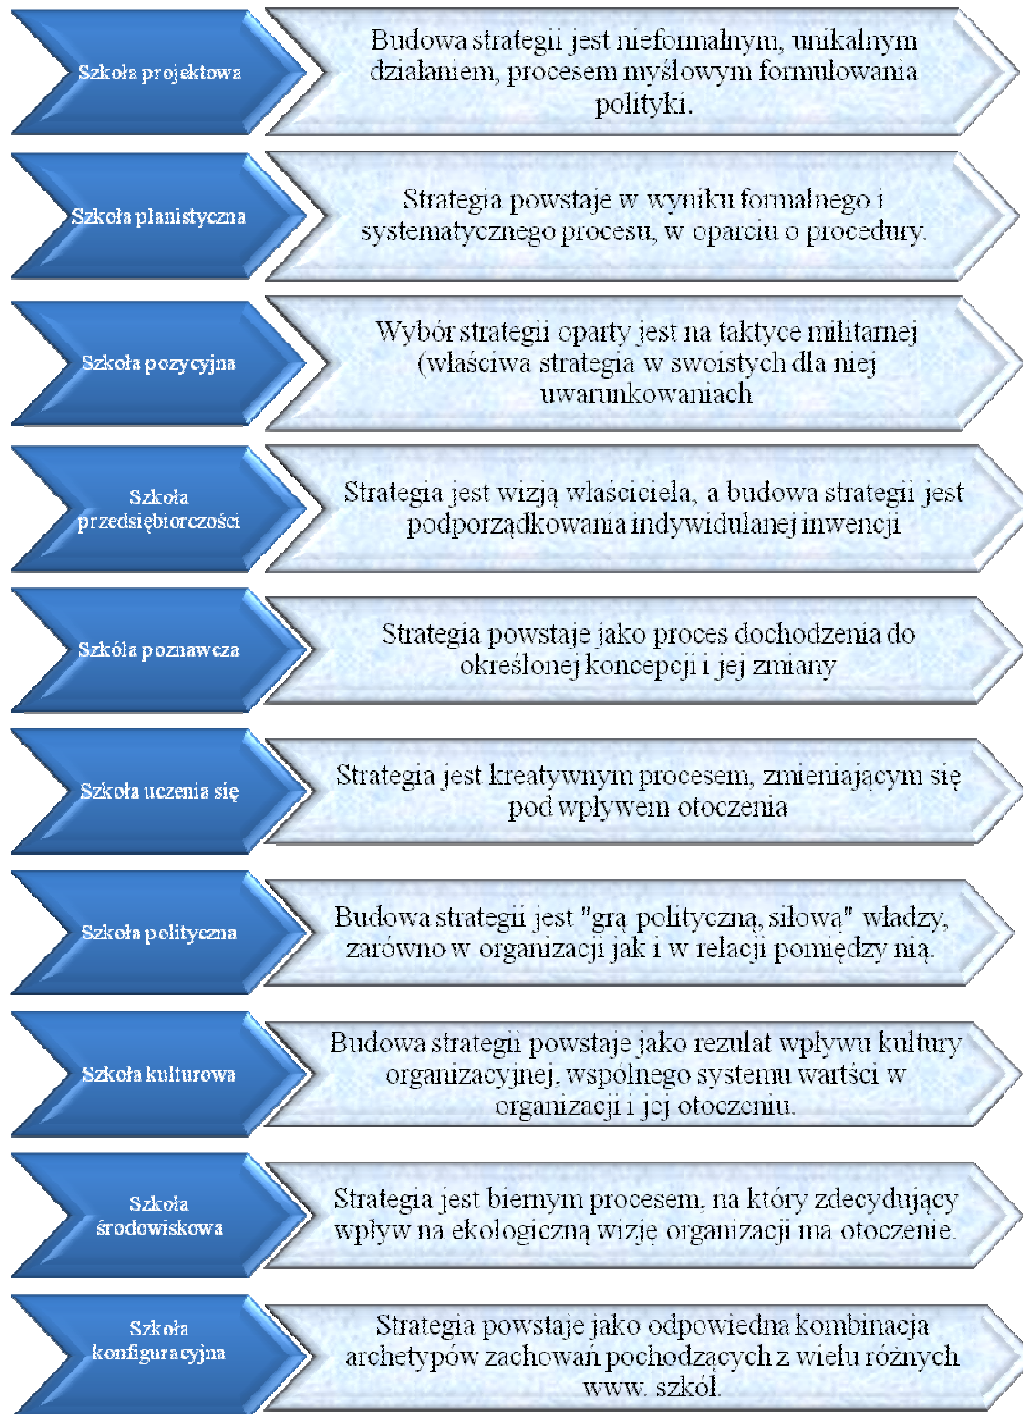 Szkoła projektowa
Budowa strategii jest nieformalnym, unikalnym
działaniem, procesem myślowym formułowania
polityki.
Szkoła planistyczna
Strategia powstaje w wyniku formalnego i
systematycznego procesu, w oparciu o procedury.
Szkoła pozycyjna
Wybór strategii oparty jest na taktyce militarnej
(właściwa strategia w swoistych dla niej
uwarunkowaniach
Szkoła
przedsiębiorczości
Strategia jest wizją właściciela, a budowa strategii jest
podporządkowania indywidulanej inwencji
Szkóła poznawcza
Strategia powstaje jako proces dochodzenia do
określonej koncepcji i jej zmiany
Szkoła uczenia się
Strategia jest kreatywnym procesem, zmieniającym się
pod wpływem otoczenia
Szkoła polityczna
Budowa strategii jest "grą polityczną, siłową" władzy,
zarówno w organizacji jak i w relacji pomiędzy nią.
Szkoła kulturowa
Budowa strategii powstaje jako rezulat wpływu kultury
organizacyjnej, wspólnego systemu wartści w
organizacji i jej otoczeniu.
Szkoła
środowiskowa
Strategia jest biernym procesem, na który zdecydujący
wpływ na ekologiczną wizję organizacji ma otoczenie.
Szkoła
konfiguracyjna
Strategia powstaje jako odpowiedna kombinacja
archetypów zachowań pochodzących z wielu różnych
www. szkół.